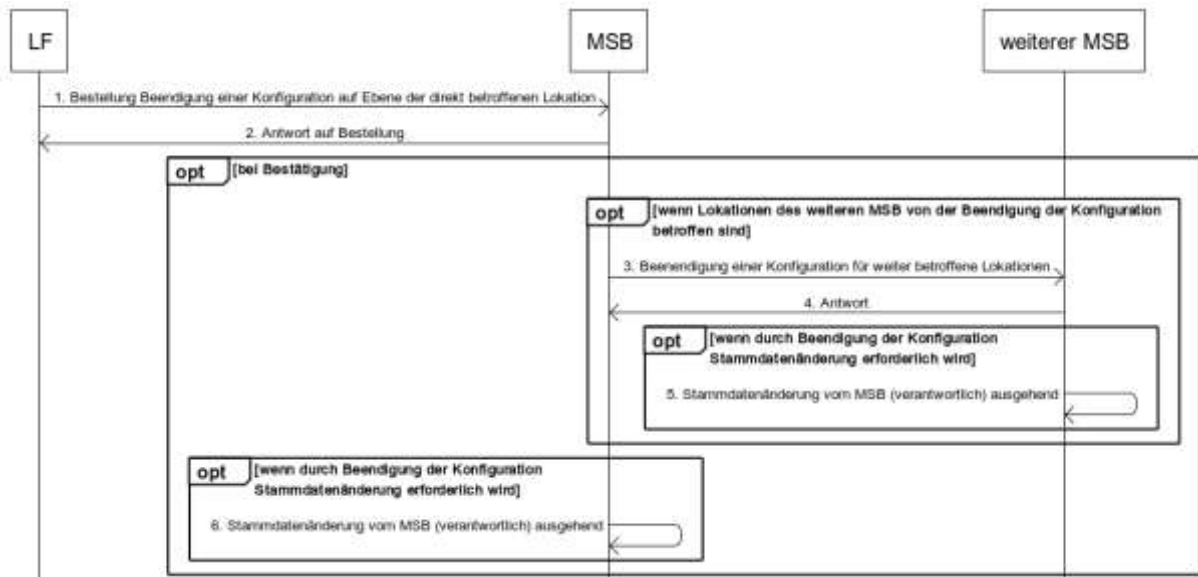 LF
MSB
weiterer MSB
1. Bestellung Beendigung einer Konfiguration auf Ebene der direkt betroffenen Lokation
2. Antwort auf Bestellung
opt
[bei Bestätigung]
opt
[wenn Lokationen des weiteren MSB von der Beendigung der Konfiguration
betroffen sind]
3. Beenendigung einer Konfiguration für weiter betroffene Lokationen
4. Antwort
opt
[wenn durch Beendigung der Konfiguration
Stammdatenänderung erforderlich wird]
5. Stammdatenänderung vom MSB (verantwortlich) ausgehend
opt
[wenn durch Beendigung der Konfiguration
Stammdatenänderung erforderlich wird]
6. Stammdatenänderung vom MSB (verantwortlich) ausgehend